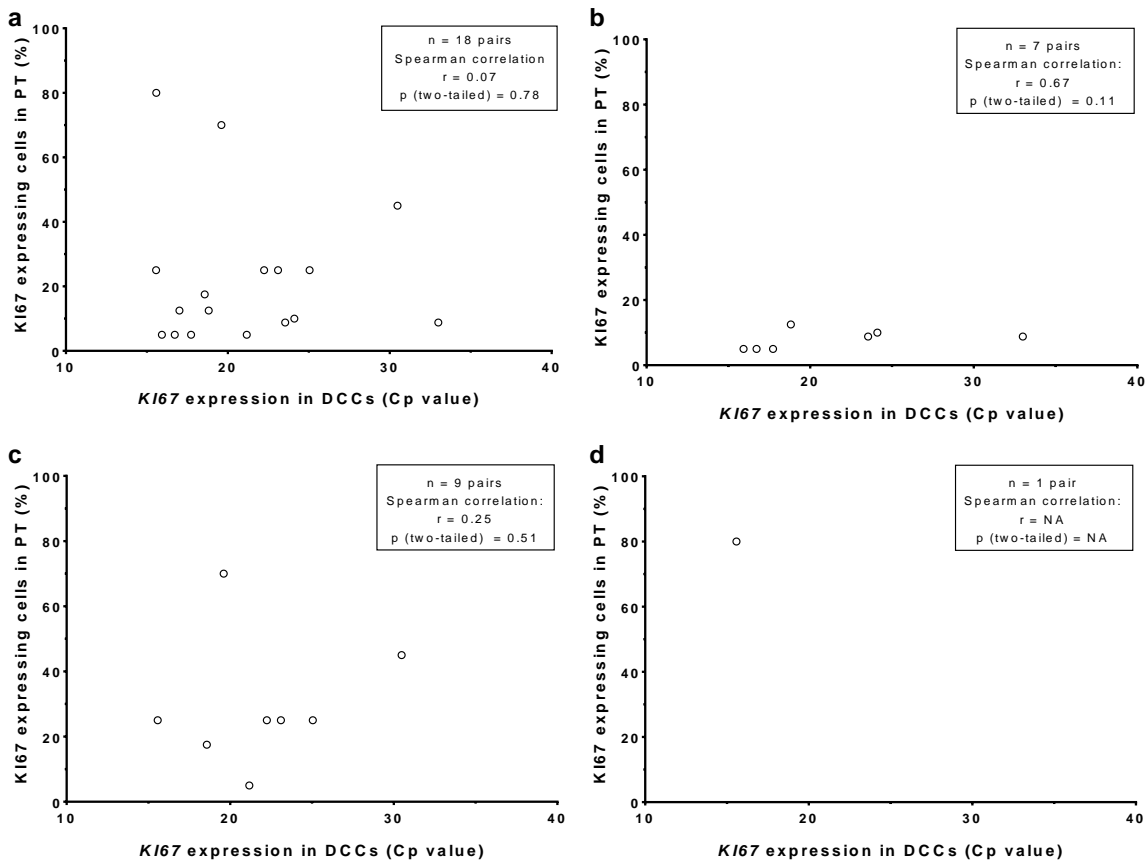 a
KI67 expressing cells in PT (%)
100
80
60
40
20
0
10 20 30 40
KI67 expression in DCCs (Cp value)
n = 18 pairs
Spearman correlation
r = 0.07
p (two-tailed) = 0.78
b
KI67 expressing cells in PT (%)
100
80
60
40
20
0
10 20 30 40
KI67 expression in DCCs (Cp value)
n = 7 pairs
Spearman correlation:
r = 0.67
p (two-tailed) = 0.11
c
KI67 expressing cells in PT (%)
100
80
60
40
20
0
10 20 30 40
KI67 expression in DCCs (Cp value)
n = 9 pairs
Spearman correlation:
r = 0.25
p (two-tailed) = 0.51
d
KI67 expressing cells in PT (%)
100
80
60
40
20
0
10 20 30 40
KI67 expression in DCCs (Cp value)
n = 1 pair
Spearman correlation:
r = NA
p (two-tailed) = NA